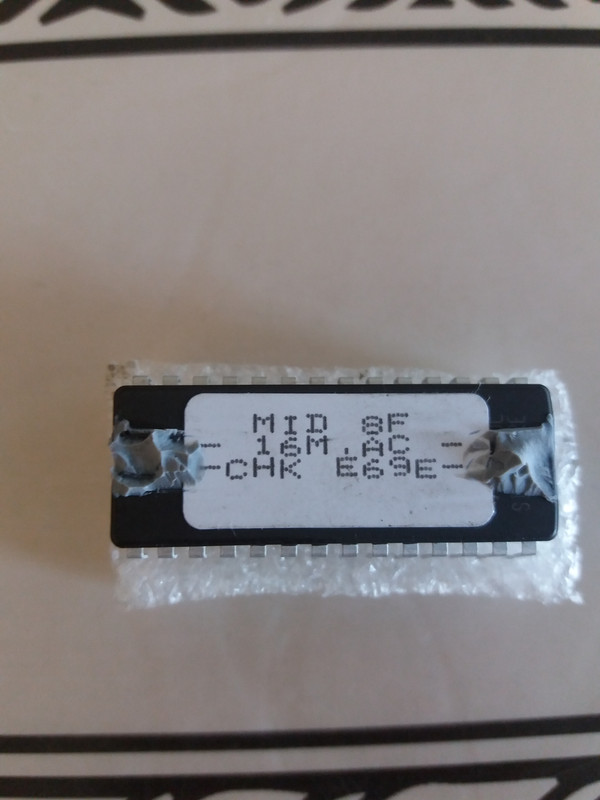 MID 8F
- 16M.AC -
-CHK E69E-